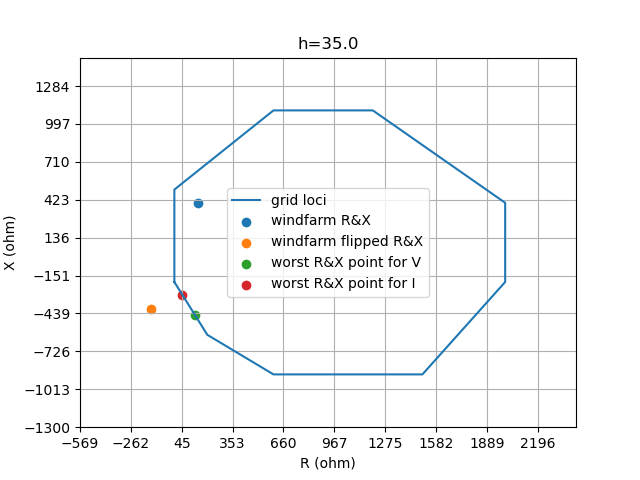 h=35.0
X (ohm)
1284
997
710
423
136
−151
−439
−726
−1013
−1300
grid loci
windfarm R&X
windfarm flipped R&X
worst R&X point for V
worst R&X point for I
−569 −262 45 353 660 967 1275 1582 1889 2196
R (ohm)